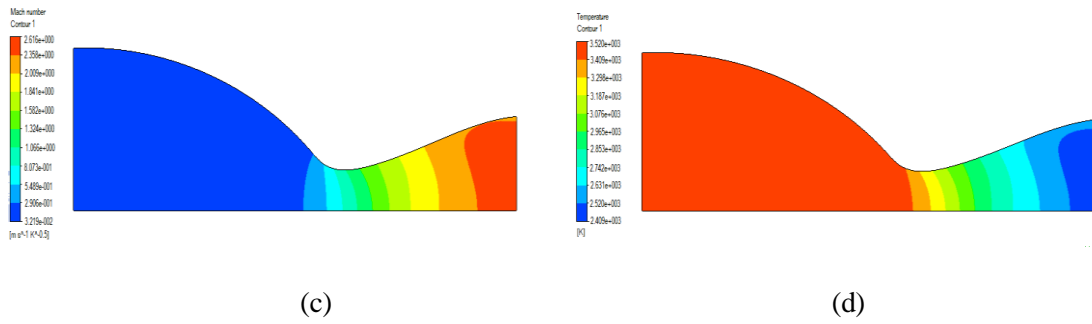 Mach number
Contour 1
2.616e+000
2.358e+000
2.009e+000
1.841e+000
1.582e+000
1.324e+000
1.066e+000
8.073e-001
5.489e-001
2.906e-001
3.219e-002
[m s^-1 K^-0.5]
Temperature
Contour 1
3.520e+003
3.409e+003
3.298e+003
3.187e+003
3.076e+003
2.965e+003
2.853e+003
2.742e+003
2.631e+003
2.520e+003
2.409e+003
[K]
(c)
(d)